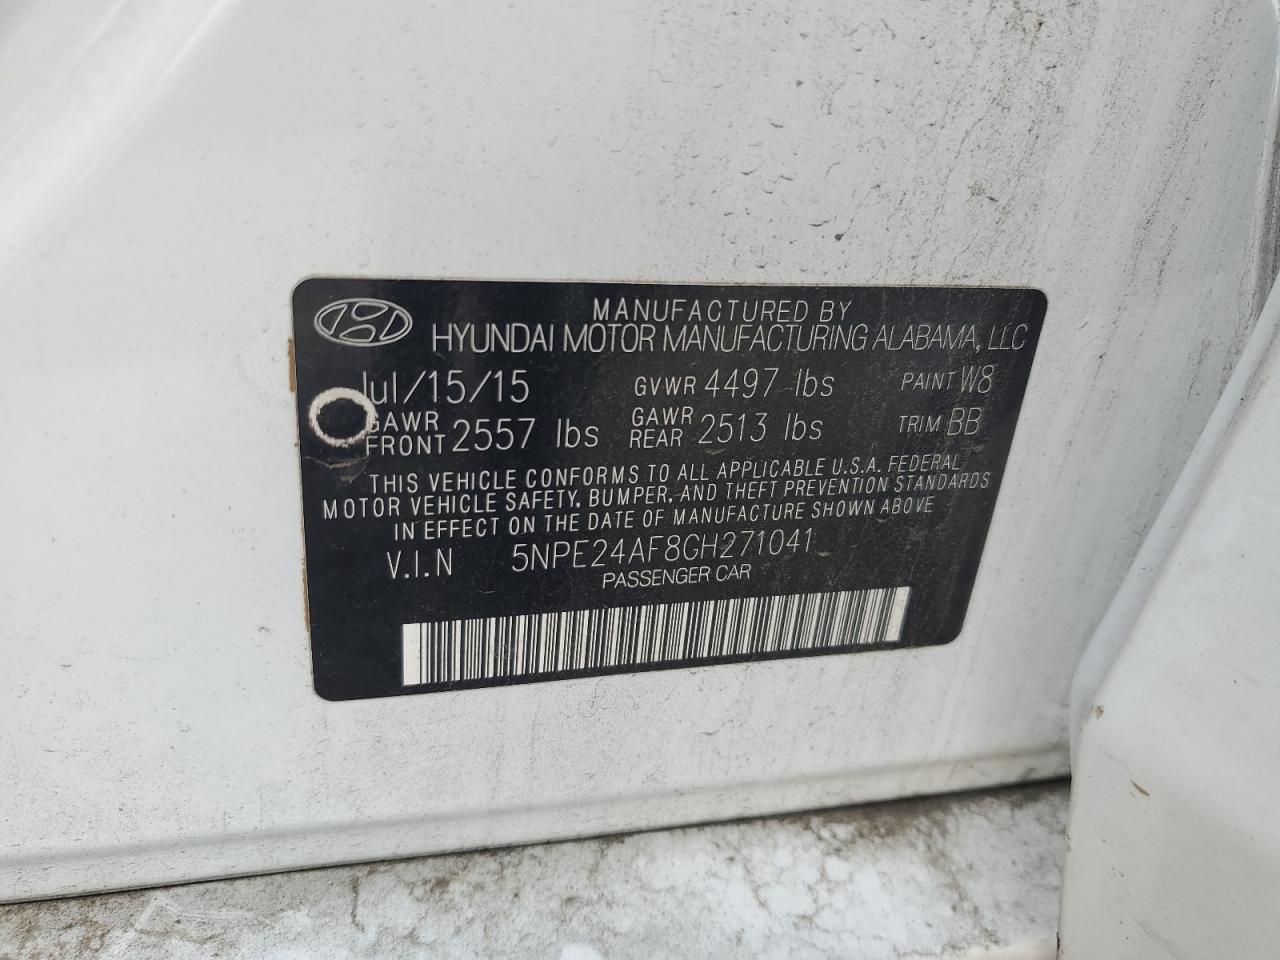 MANUFACTURED BY
HYUNDAI MOTOR MANUFACTURING ALABAMA, LLC
Jul/15/15 GVWR 4497 lbs PAINT W8
GAWR FRONT 2557 lbs GAWR REAR 2513 lbs TRIM BB
THIS VEHICLE CONFORMS TO ALL APPLICABLE U.S.A. FEDERAL
MOTOR VEHICLE SAFETY, BUMPER, AND THEFT PREVENTION STANDARDS
IN EFFECT ON THE DATE OF MANUFACTURE SHOWN ABOVE
V.I.N 5NPE24AF8GH271041
PASSENGER CAR